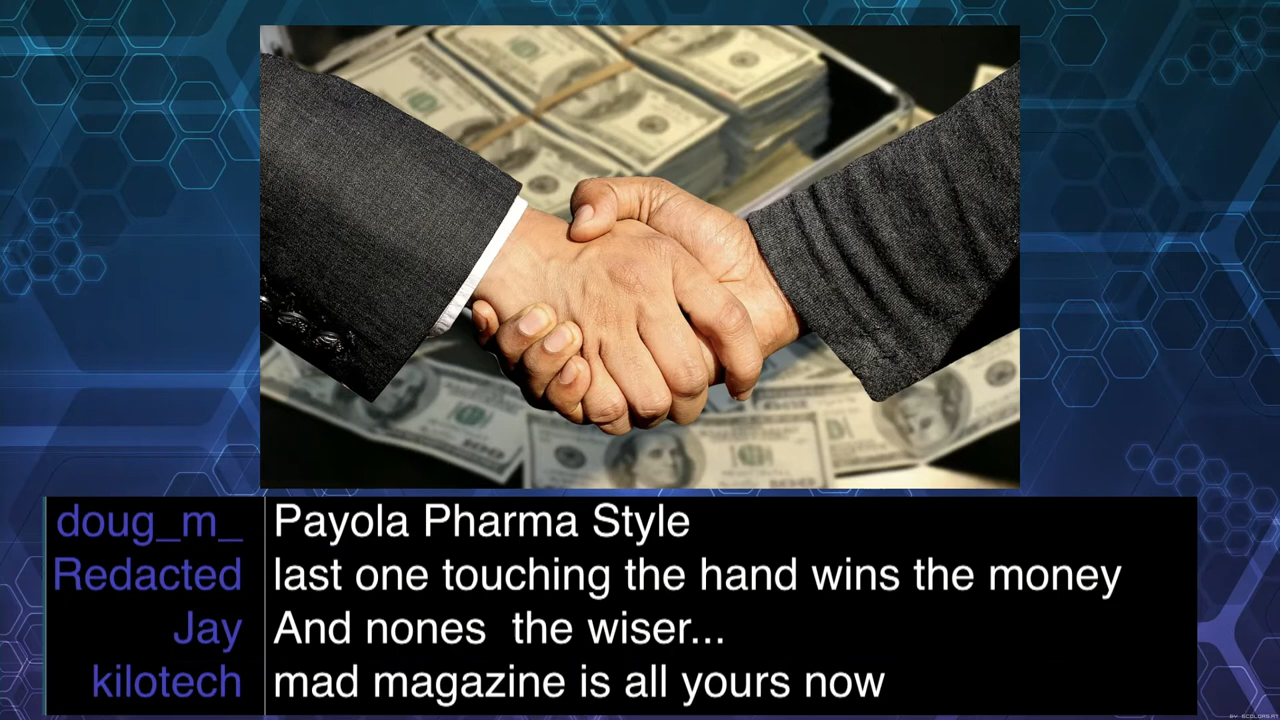 doug_m_ Payola Pharma Style
Redacted last one touching the hand wins the money
Jay And nones  the wiser...
kilotech mad magazine is all yours now